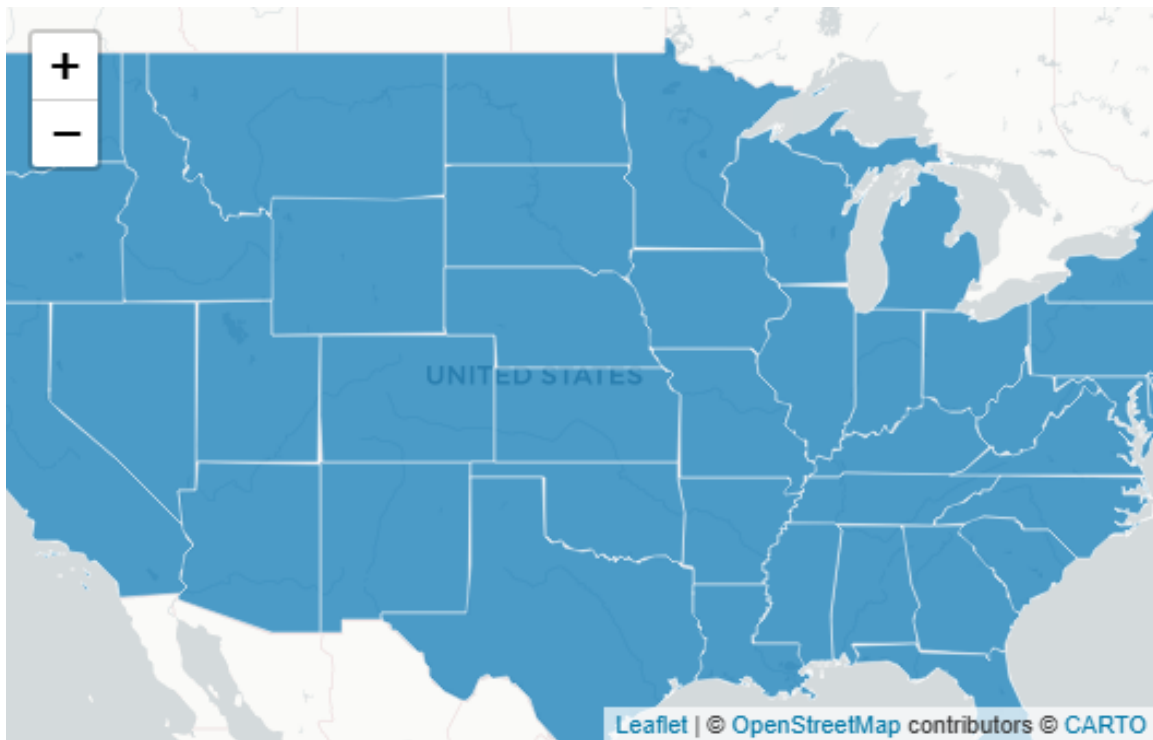 +
−
UNITED STATES
Leaflet | © OpenStreetMap contributors © CARTO